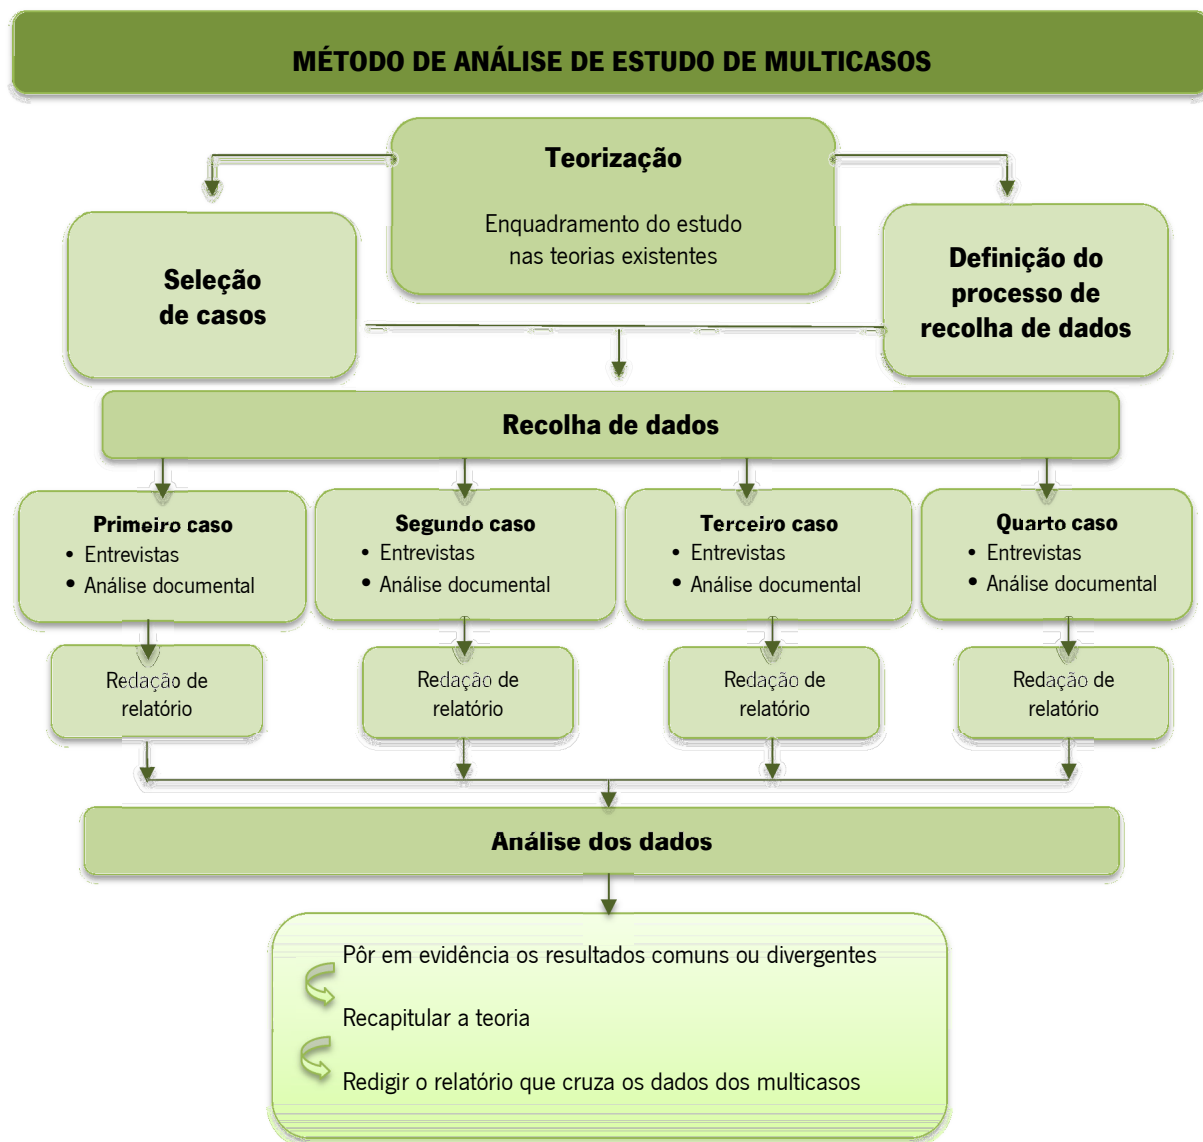 MÉTODO DE ANÁLISE DE ESTUDO DE MULTICASOS
Teorização
Enquadramento do estudo
nas teorias existentes
Seleção
de casos
Definição do
processo de
recolha de dados
Recolha de dados
Primeiro caso
• Entrevistas
• Análise documental
Segundo caso
• Entrevistas
• Análise documental
Terceiro caso
• Entrevistas
• Análise documental
Quarto caso
• Entrevistas
• Análise documental
Redação de
relatório
Redação de
relatório
Redação de
relatório
Redação de
relatório
Análise dos dados
Pôr em evidência os resultados comuns ou divergentes
Recapitular a teoria
Redigir o relatório que cruza os dados dos multicasos